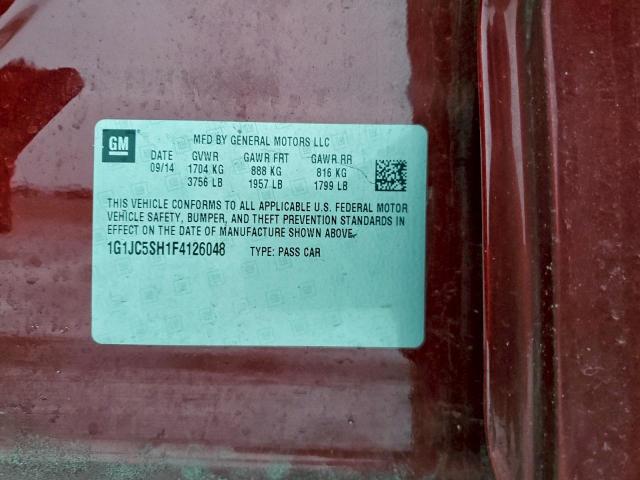 GM
MFD BY GENERAL MOTORS LLC
DATE GVWR GAWR FRT GAWR RR
09/14 1704 KG 888 KG 816 KG
3756 LB 1957 LB 1799 LB
THIS VEHICLE CONFORMS TO ALL APPLICABLE U.S. FEDERAL MOTOR
VEHICLE SAFETY, BUMPER, AND THEFT PREVENTION STANDARDS IN
EFFECT ON THE DATE OF MANUFACTURE SHOWN ABOVE.
1G1JC5SH1F4126048 TYPE: PASS CAR